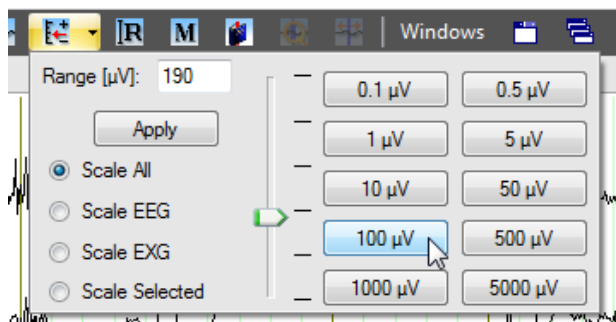 R M Windows
Range [µV]: 190
0.1 µV 0.5 µV
Apply
1 µV 5 µV
Scale All
10 µV 50 µV
Scale EEG
100 µV 500 µV
Scale EXG
Scale Selected
1000 µV 5000 µV